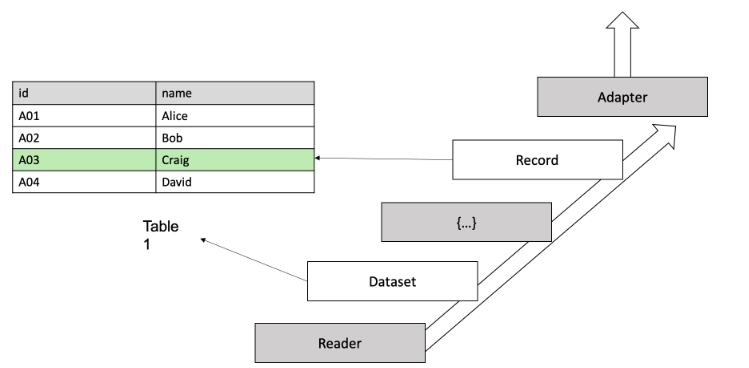 Adapter
id name
A01 Alice
A02 Bob
A03 Craig
A04 David
Record
Table
1
{...}
Dataset
Reader